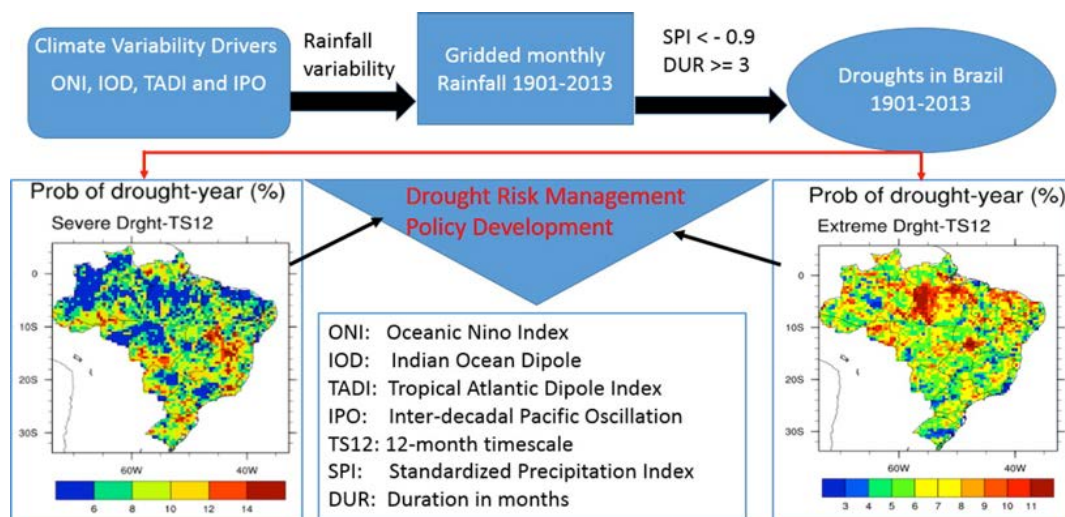 Climate Variability Drivers
ONI, IOD, TADI and IPO
Rainfall
variability
Gridded monthly
Rainfall 1901-2013
SPI < - 0.9
DUR >= 3
Droughts in Brazil
1901-2013
Prob of drought-year (%)
Severe Drght-TS12
0
10S
20S
30S
60W
40W
6 8 10 12 14
Drought Risk Management
Policy Development
ONI: Oceanic Nino Index
IOD: Indian Ocean Dipole
TADI: Tropical Atlantic Dipole Index
IPO: Inter-decadal Pacific Oscillation
TS12: 12-month timescale
SPI: Standardized Precipitation Index
DUR: Duration in months
Prob of drought-year (%)
Extreme Drght-TS12
0
10S
20S
30S
60W
40W
3 4 5 6 7 8 9 10 11